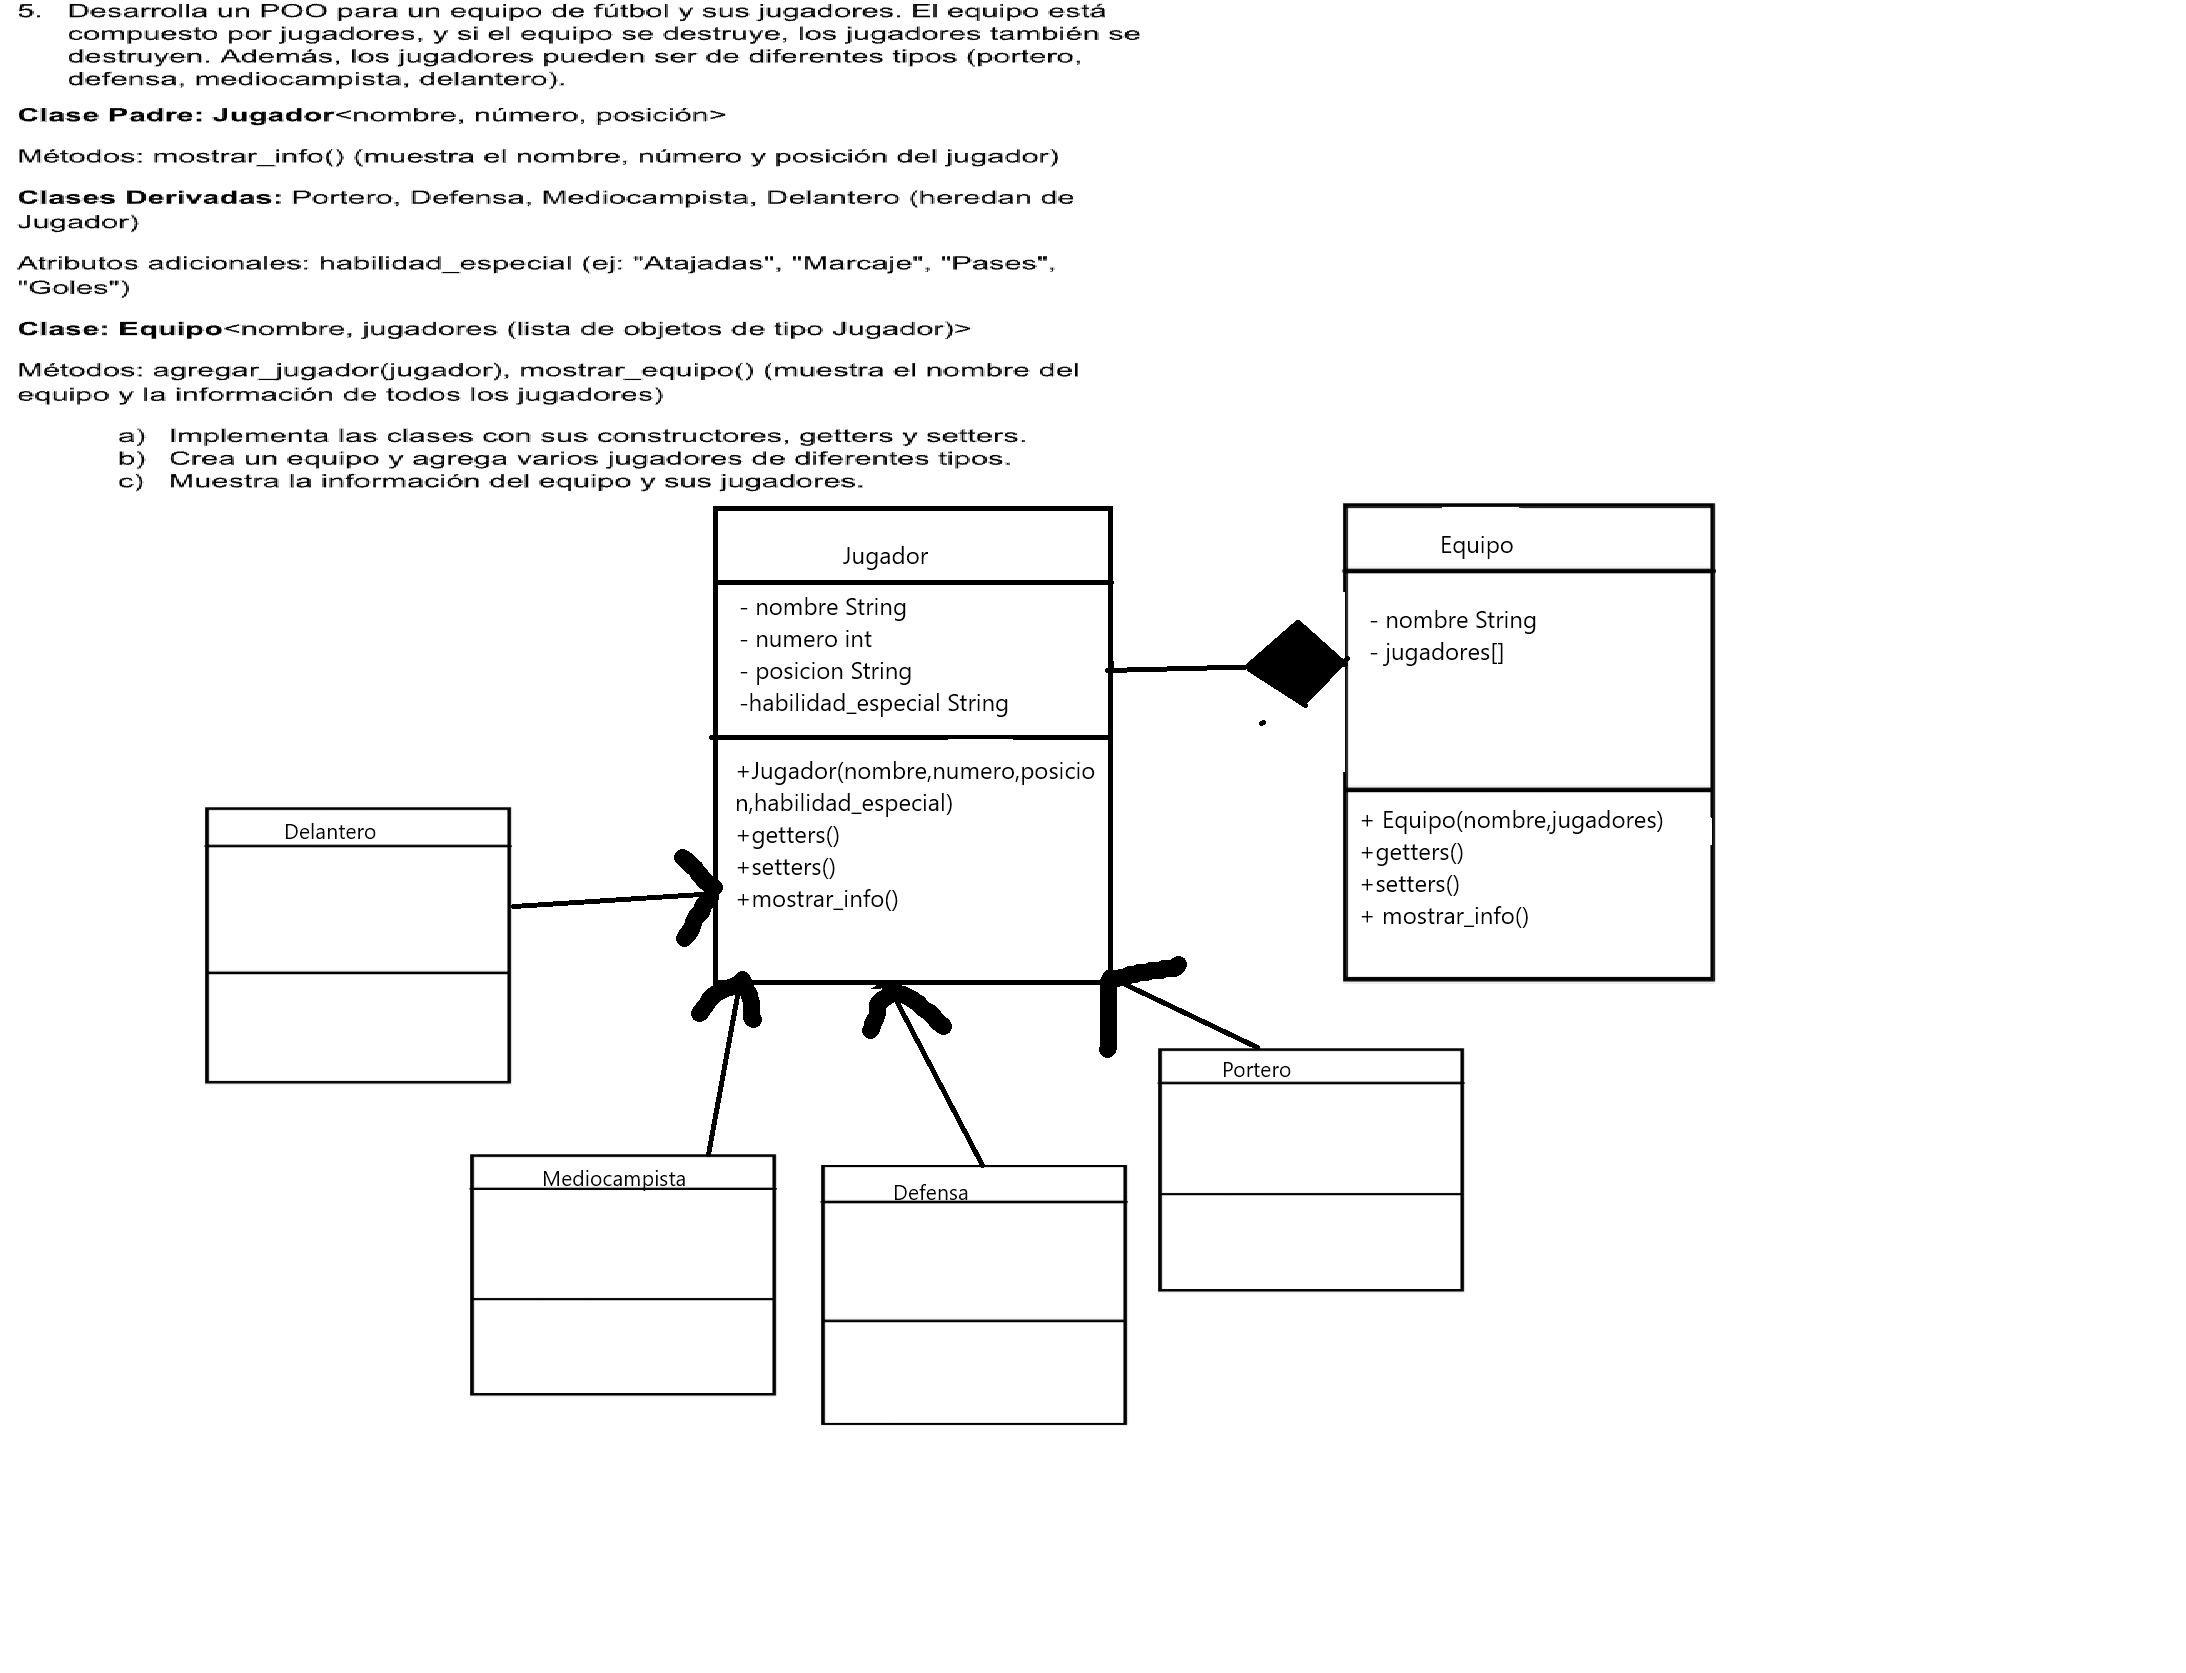 5. Desarrolla un POO para un equipo de fútbol y sus jugadores. El equipo está
compuesto por jugadores, y si el equipo se destruye, los jugadores también se
destruyen. Además, los jugadores pueden ser de diferentes tipos (portero,
defensa, mediocampista, delantero).
Clase Padre: Jugador<nombre, número, posición>
Métodos: mostrar_info() (muestra el nombre, número y posición del jugador)
Clases Derivadas: Portero, Defensa, Mediocampista, Delantero (heredan de
Jugador)
Atributos adicionales: habilidad_especial (ej: "Atajadas", "Marcaje", "Pases",
"Goles")
Clase: Equipo<nombre, jugadores (lista de objetos de tipo Jugador)>
Métodos: agregar_jugador(jugador), mostrar_equipo() (muestra el nombre del
equipo y la información de todos los jugadores)
a) Implementa las clases con sus constructores, getters y setters.
b) Crea un equipo y agrega varios jugadores de diferentes tipos.
c) Muestra la información del equipo y sus jugadores.
Jugador
- nombre String
- numero int
- posicion String
-habilidad_especial String
+Jugador(nombre,numero,posicio
n,habilidad_especial)
+getters()
+setters()
+mostrar_info()
Equipo
- nombre String
- jugadores[]
+ Equipo(nombre,jugadores)
+getters()
+setters()
+ mostrar_info()
Delantero
Mediocampista
Defensa
Portero